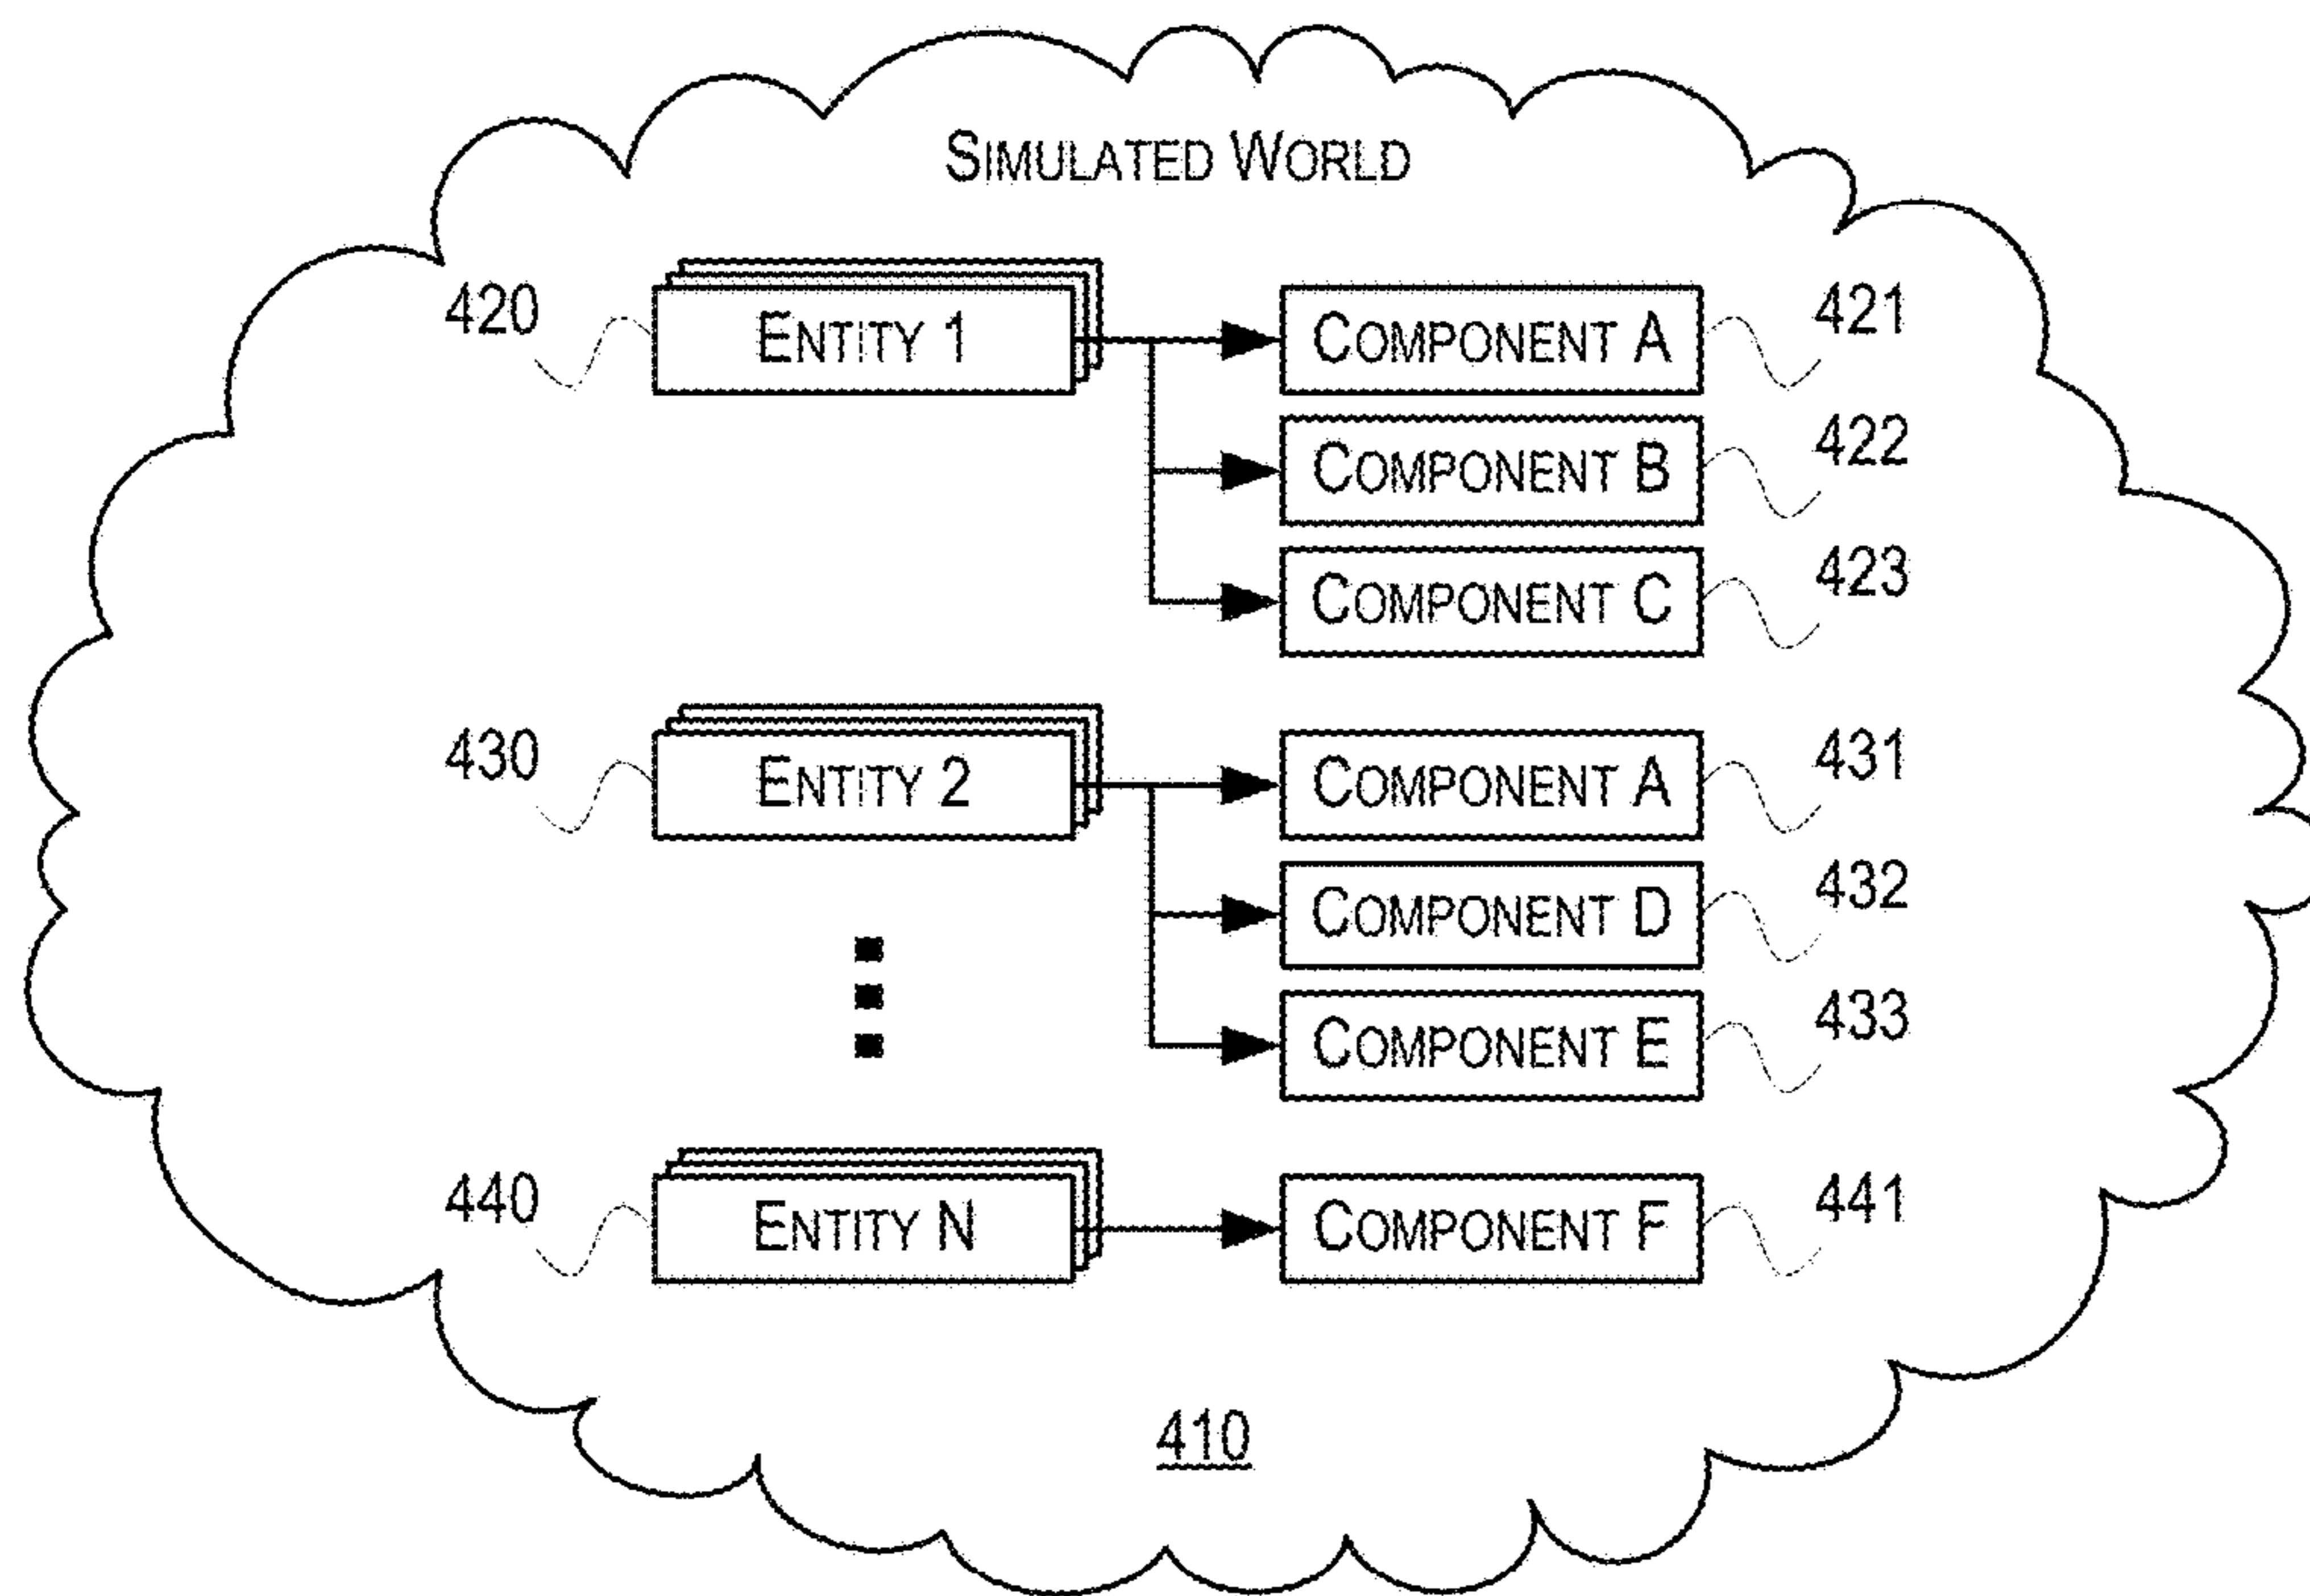 SIMULATED WORLD
420 ENTITY 1 COMPONENT A 421
COMPONENT B 422
COMPONENT C 423
430 ENTITY 2 COMPONENT A 431
COMPONENT D 432
COMPONENT E 433
440 ENTITY N COMPONENT F 441
410